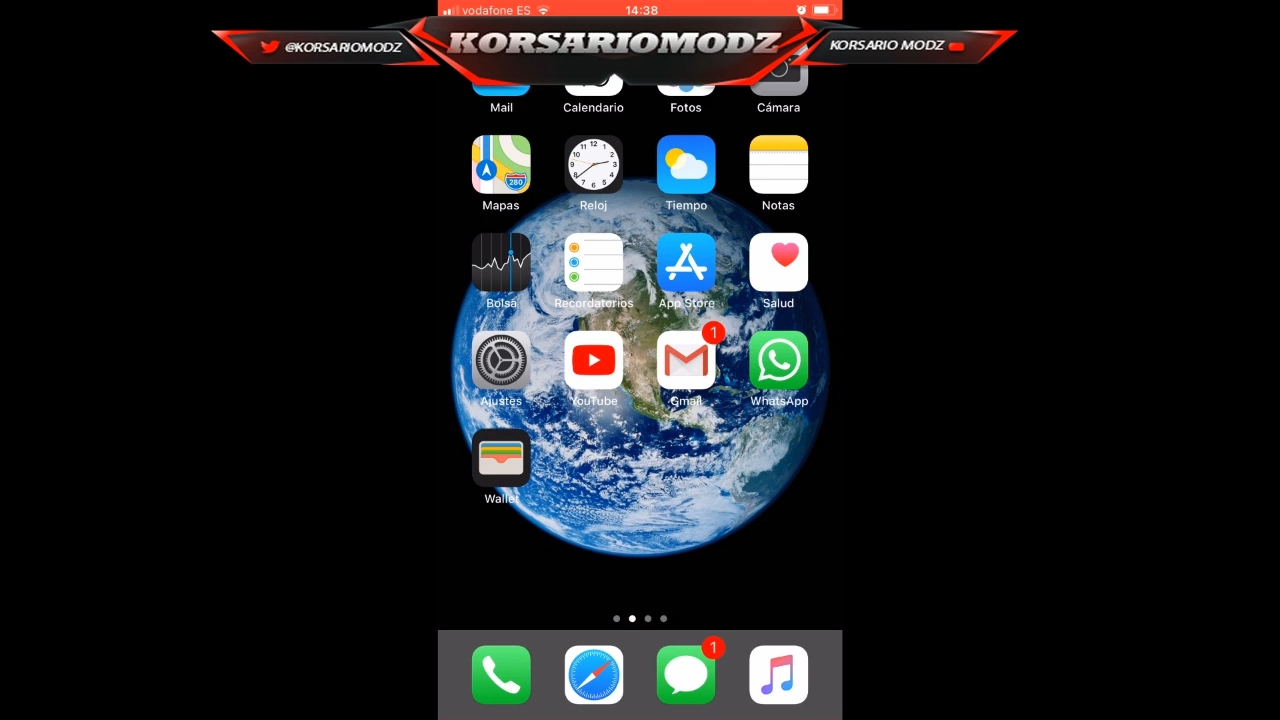 vodafone ES
14:38
@KORSARIOMODZ
KORSARIOMODZ
KORSARIO MODZ
Mail
Calendario
Fotos
Cámara
Mapas
Reloj
Tiempo
Notas
280
Bolsa
Recordatorios
App Store
Salud
1
Ajustes
YouTube
Gmail
WhatsApp
Wallet
1